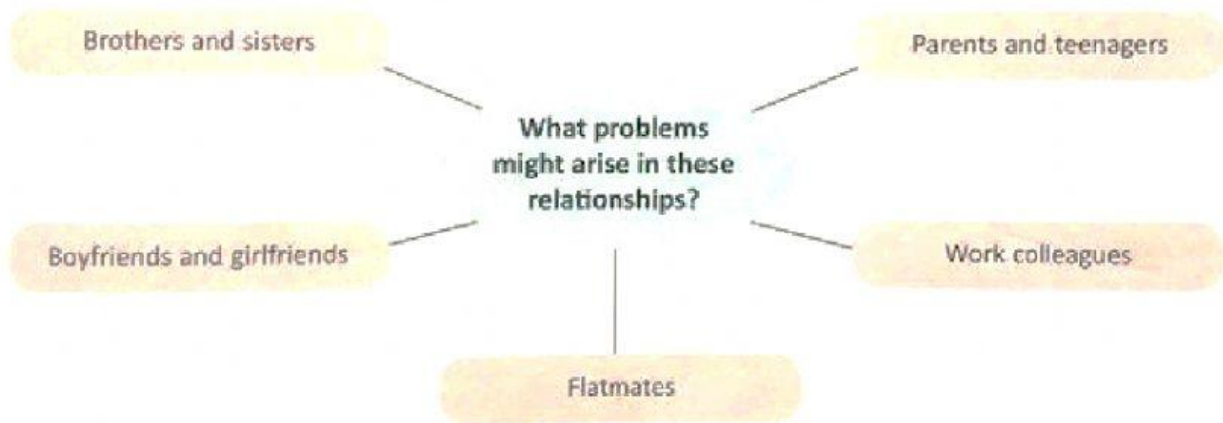 Brothers and sisters
Parents and teenagers
What problems
might arise in these
relationships?
Boyfriends and girlfriends
Work colleagues
Flatmates